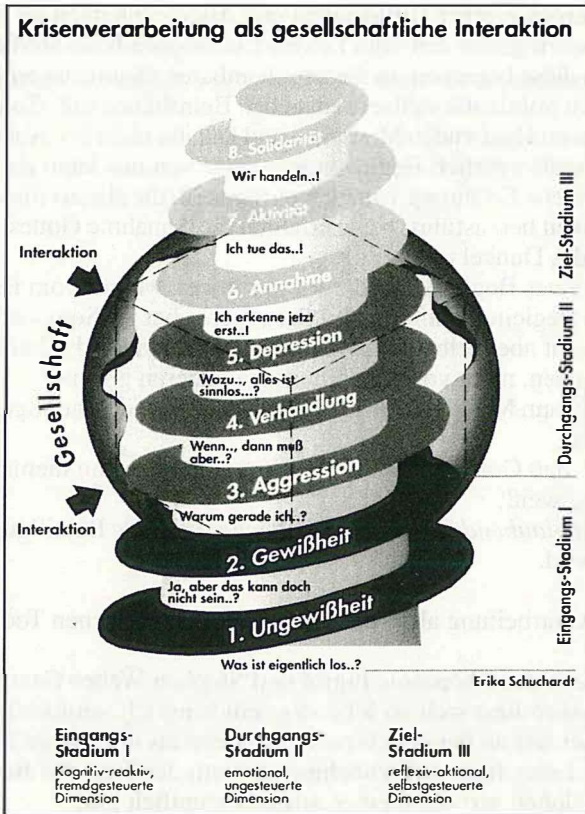 Krisenverarbeitung als gesellschaftliche Interaktion
8. Solidarität
Wir handeln..!
7. Aktivität
Ich tue das..!
6. Annahme
Ich erkenne jetzt
erst..!
5. Depression
Wozu.., alles ist
sinnlos...?
4. Verhandlung
Wenn.., dann muß
aber..?
3. Aggression
Warum gerade ich..?
2. Gewißheit
Ja, aber das kann doch
nicht sein..?
1. Ungewißheit
Was ist eigentlich los..?
Interaktion
Gesellschaft
Interaktion
Ziel-Stadium III
Durchgangs-Stadium II
Eingangs-Stadium I
Erika Schuchardt
Eingangs-
Stadium I
Kognitiv-reaktiv,
fremdgesteuerte
Dimension
Durchgangs-
Stadium II
emotional,
ungesteuerte
Dimension
Ziel-
Stadium III
reflexiv-aktional,
selbstgesteuerte
Dimension